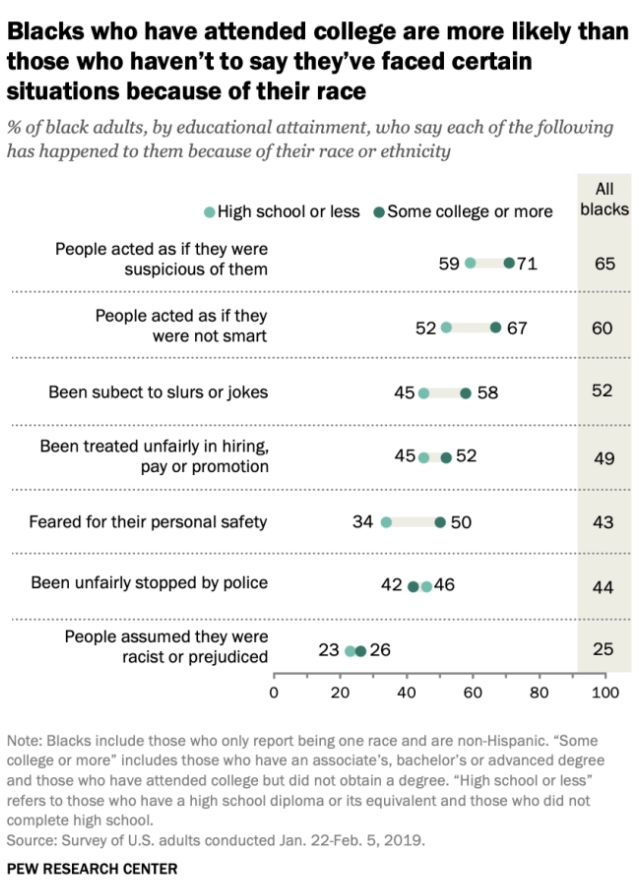 Blacks who have attended college are more likely than
those who haven't to say they've faced certain
situations because of their race
% of black adults, by educational attainment, who say each of the following
has happened to them because of their race or ethnicity
All
blacks
High school or less Some college or more
People acted as if they were
suspicious of them
59 71 65
People acted as if they
were not smart
52 67 60
Been subect to slurs or jokes 45 58 52
Been treated unfairly in hiring,
pay or promotion
45 52 49
Feared for their personal safety 34 50 43
Been unfairly stopped by police 42 46 44
People assumed they were
racist or prejudiced
23 26 25
0 20 40 60 80 100
Note: Blacks include those who only report being one race and are non-Hispanic. "Some
college or more" includes those who have an associate's, bachelor's or advanced degree
and those who have attended college but did not obtain a degree. "High school or less"
refers to those who have a high school diploma or its equivalent and those who did not
complete high school.
Source: Survey of U.S. adults conducted Jan. 22-Feb. 5, 2019.
PEW RESEARCH CENTER